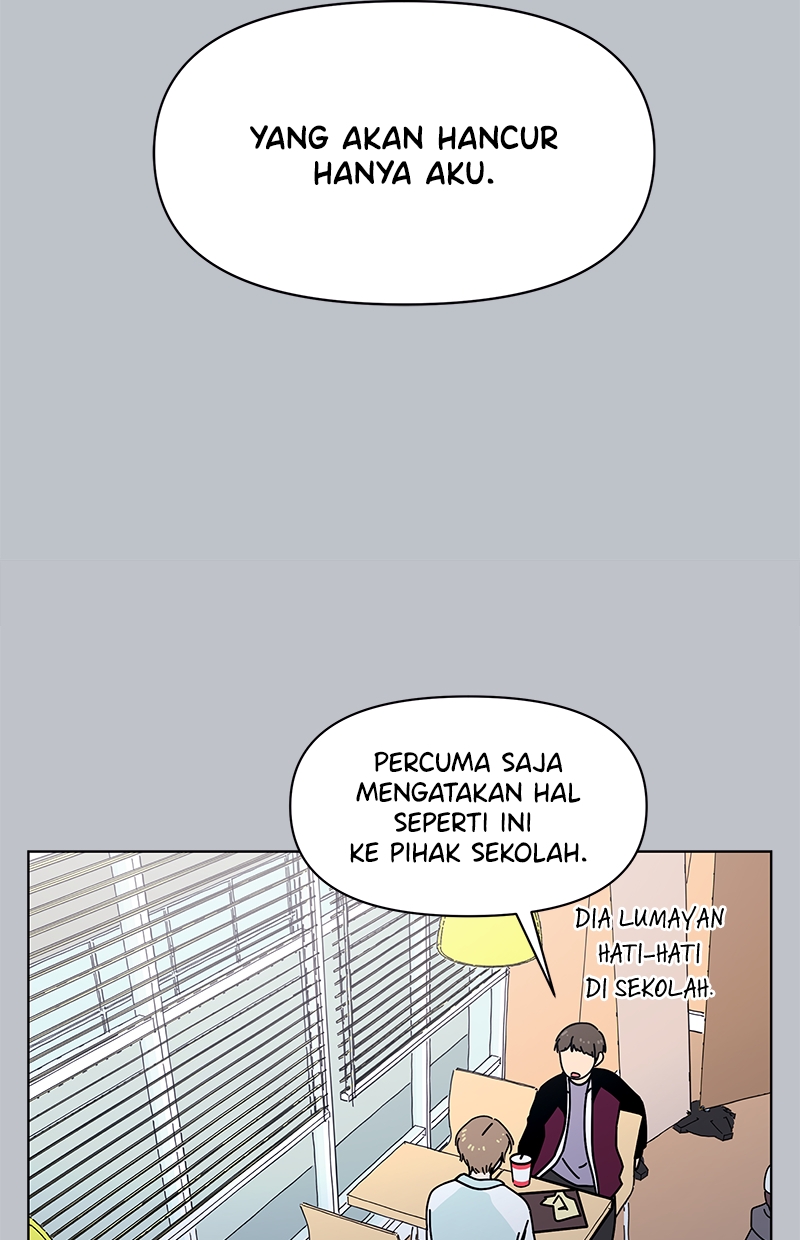 YANG AKAN HANCUR
HANYA AKU.
PERCUMA SAJA
MENGATAKAN HAL
SEPERTI INI
KE PIHAK SEKOLAH.
DIA LUMAYAN
HATI-HATI
DI SEKOLAH.